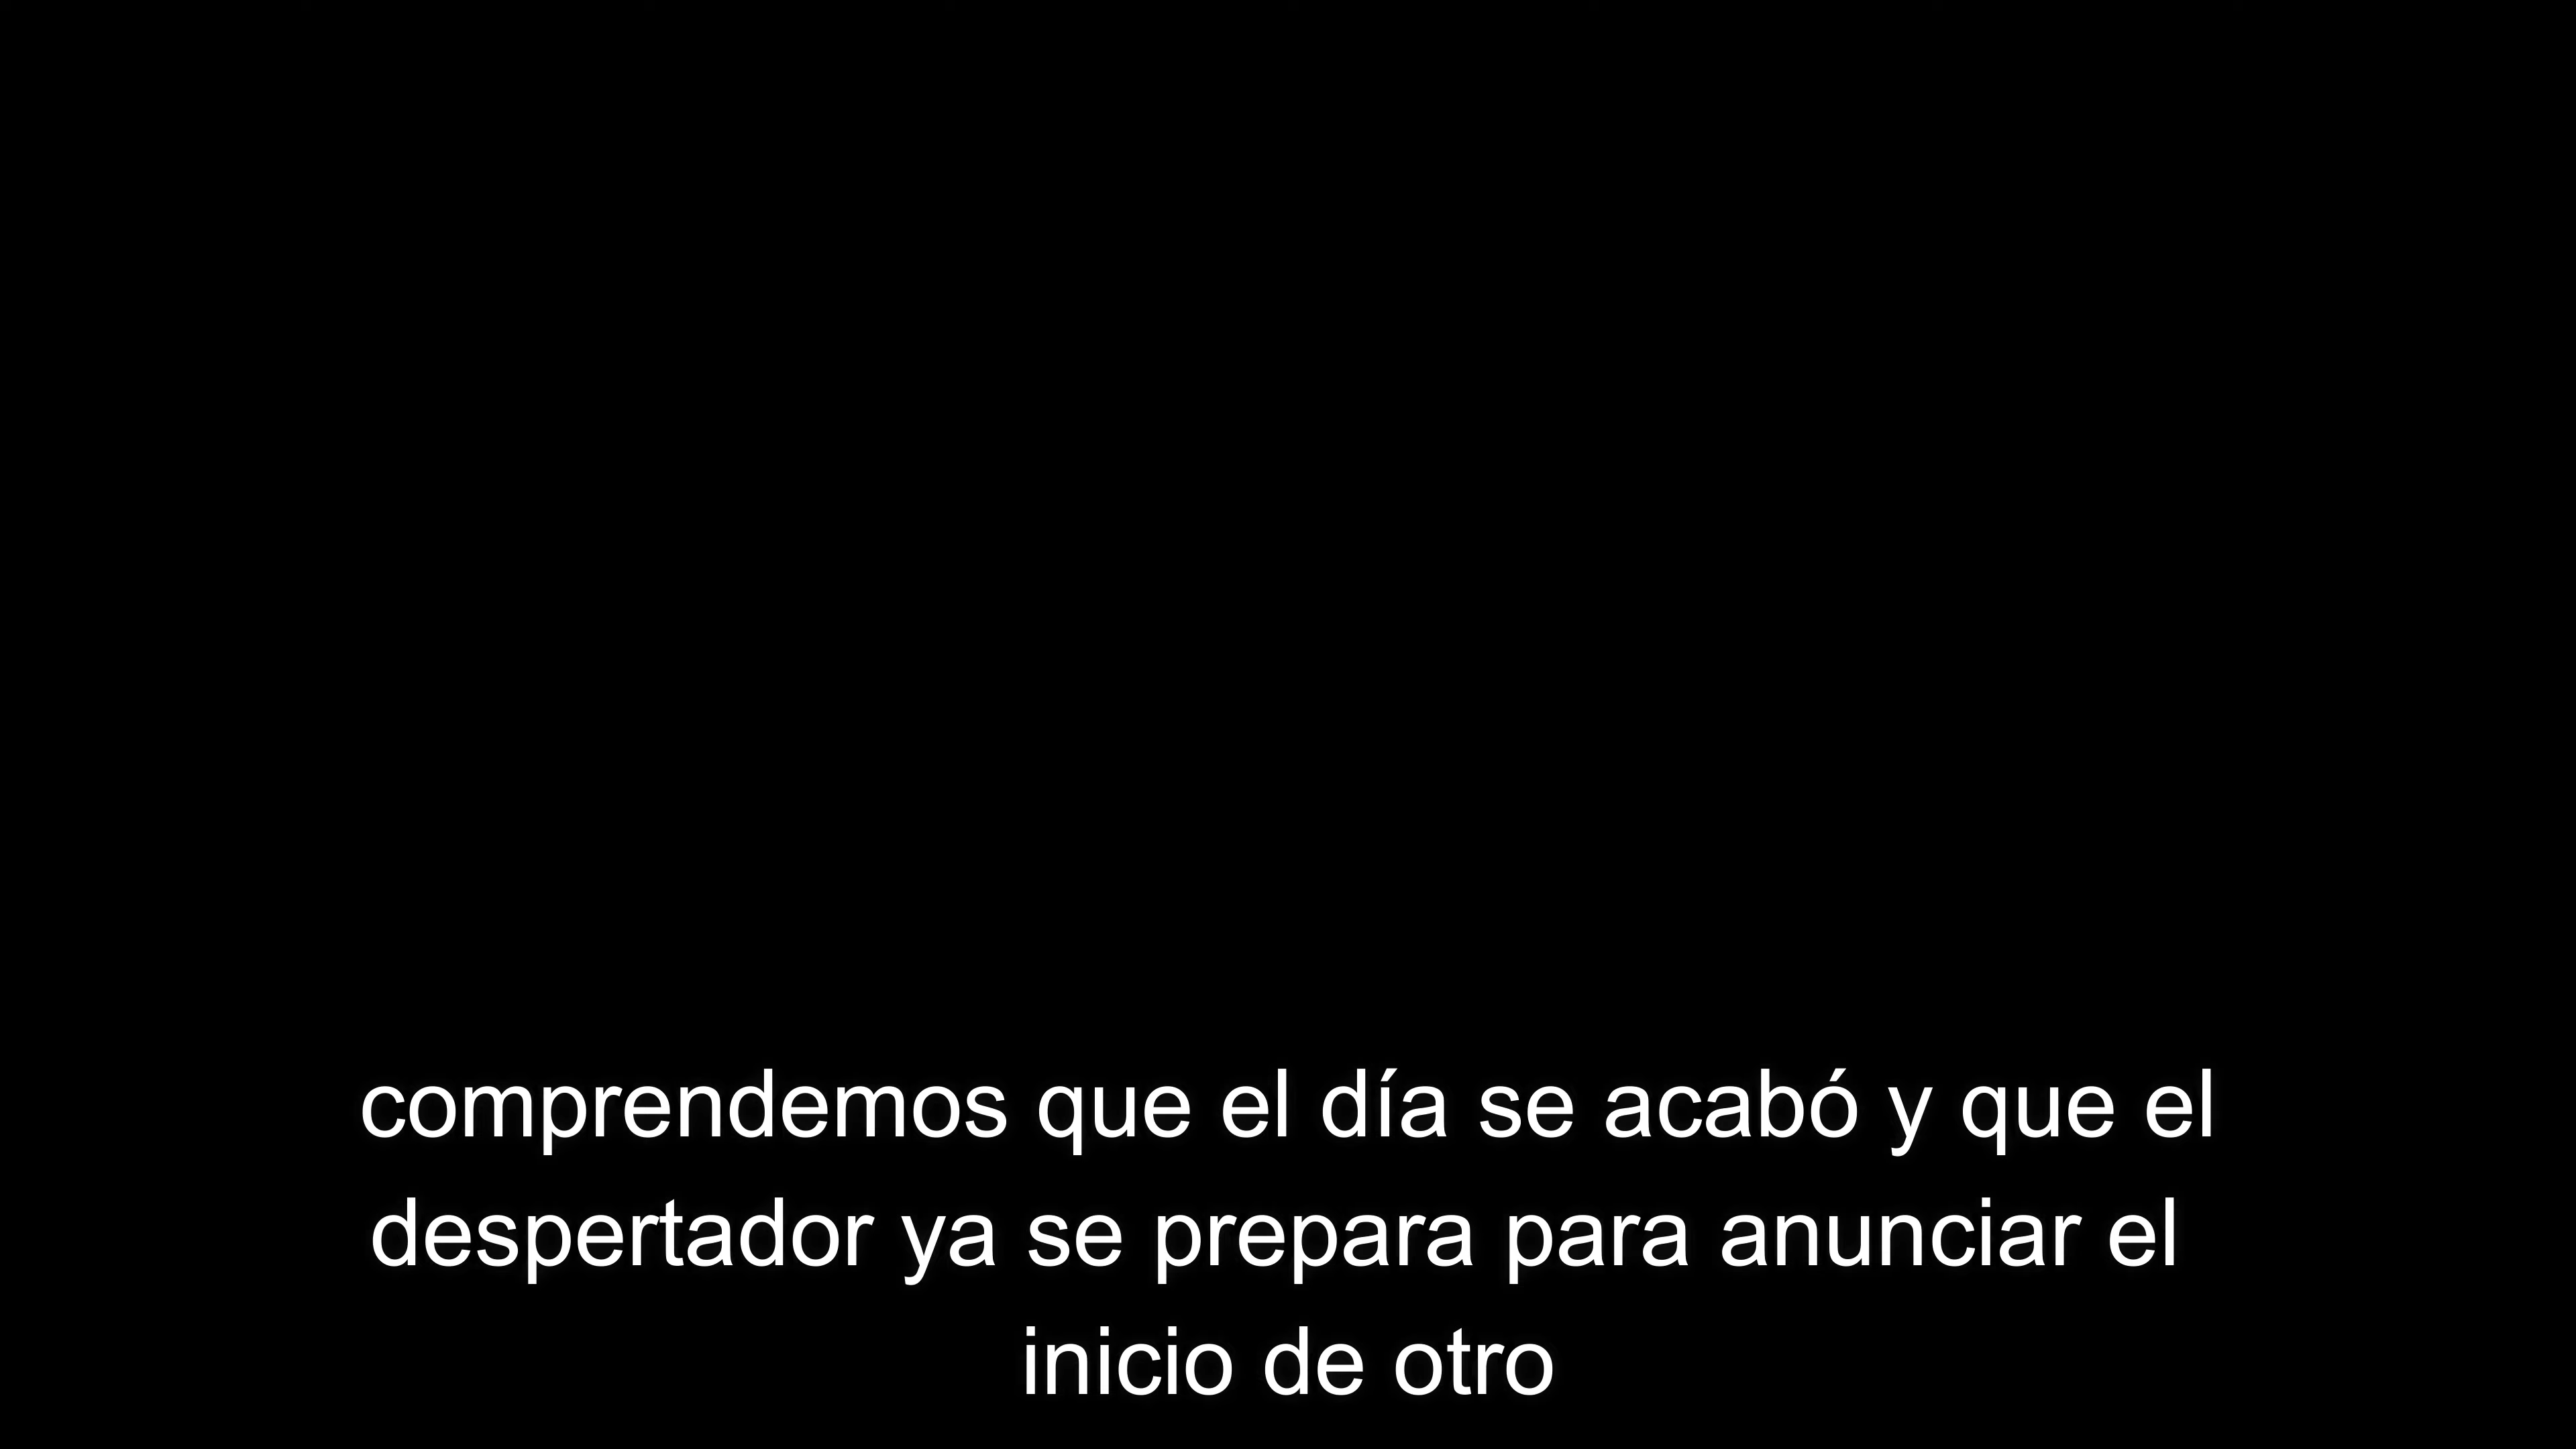 comprendemos que el día se acabó y que el
despertador ya se prepara para anunciar el
inicio de otro